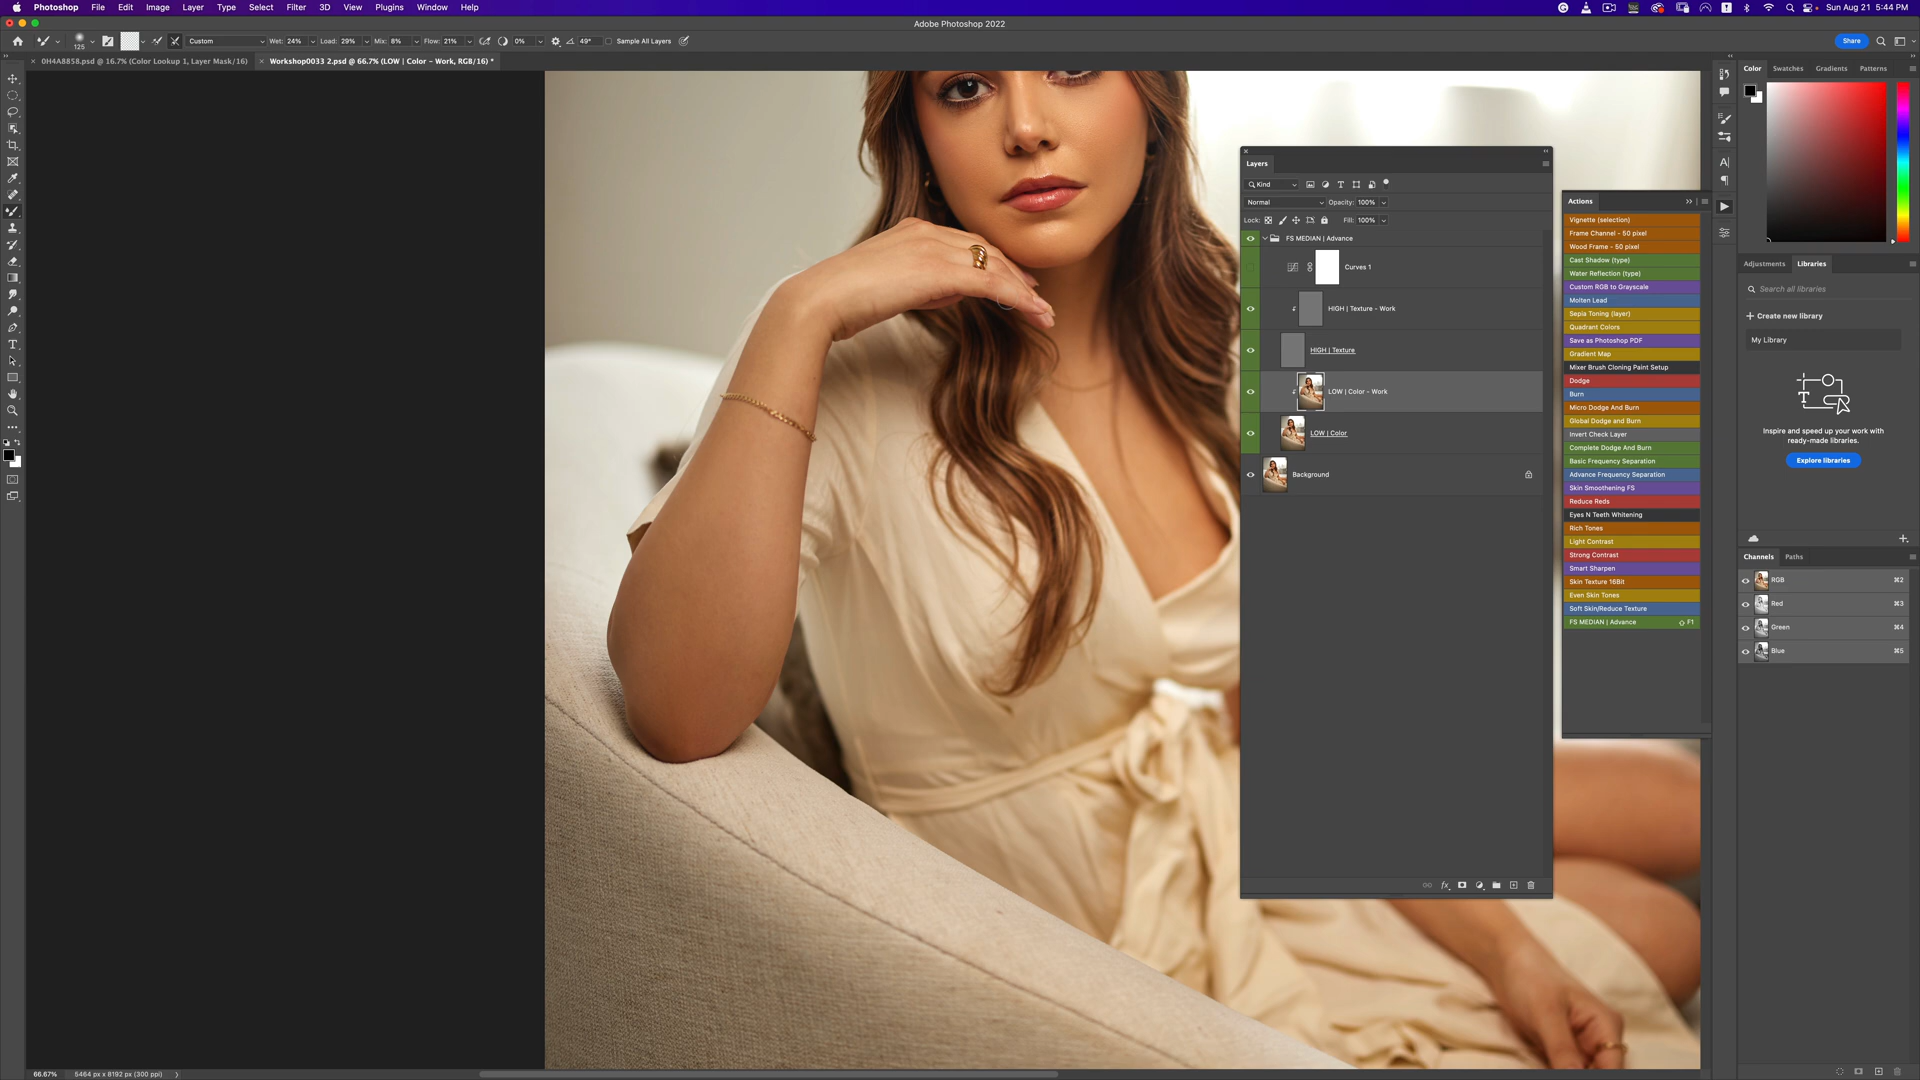 Photoshop File Edit Image Layer Type Select Filter 3D View Plugins Window Help Sun Aug 21 5:44 PM
Adobe Photoshop 2022
125 Custom Wet: 24% Load: 29% Mix: 8% Flow: 21% 0% 49° Sample All Layers Share
× 0H4A8858.psd @ 16.7% (Color Lookup 1, Layer Mask/16) × Workshop0033 2.psd @ 66.7% (LOW | Color - Work, RGB/16) *
Layers
Kind
Normal Opacity: 100%
Lock: Fill: 100%
FS MEDIAN | Advance
Curves 1
HIGH | Texture - Work
HIGH | Texture
LOW | Color - Work
LOW | Color
Background
fx
Actions
Vignette (selection)
Frame Channel - 50 pixel
Wood Frame - 50 pixel
Cast Shadow (type)
Water Reflection (type)
Custom RGB to Grayscale
Molten Lead
Sepia Toning (layer)
Quadrant Colors
Save as Photoshop PDF
Gradient Map
Mixer Brush Cloning Paint Setup
Dodge
Burn
Micro Dodge And Burn
Global Dodge and Burn
Invert Check Layer
Complete Dodge And Burn
Basic Frequency Separation
Advance Frequency Separation
Skin Smoothening FS
Reduce Reds
Eyes N Teeth Whitening
Rich Tones
Light Contrast
Strong Contrast
Smart Sharpen
Skin Texture 16Bit
Even Skin Tones
Soft Skin/Reduce Texture
FS MEDIAN | Advance F1
Color Swatches Gradients Patterns
Adjustments Libraries
Search all libraries
+ Create new library
My Library
Inspire and speed up your work with
ready-made libraries.
Explore libraries
Channels Paths
RGB ⌘2
Red ⌘3
Green ⌘4
Blue ⌘5
66.67% 5464 px x 8192 px (300 ppi)